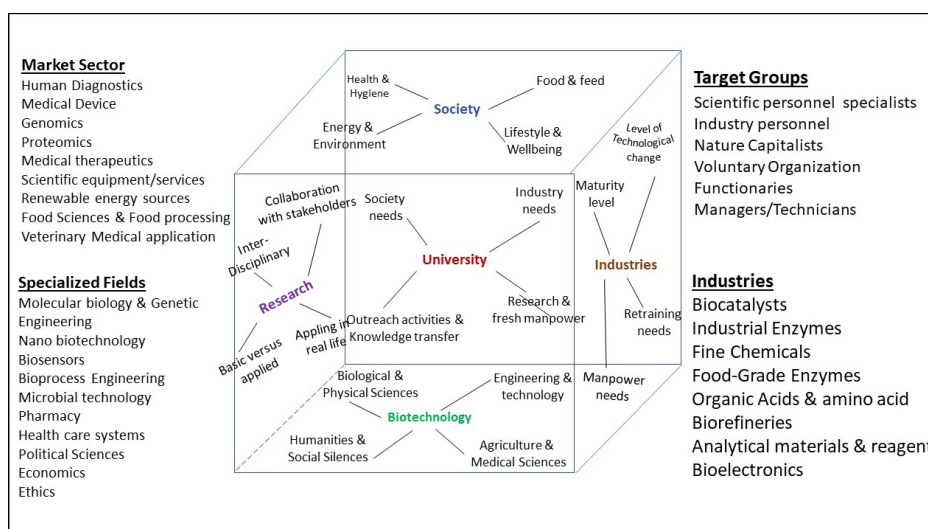 Market Sector
Human Diagnostics
Medical Device
Genomics
Proteomics
Medical therapeutics
Scientific equipment/services
Renewable energy sources
Food Sciences & Food processing
Veterinary Medical application
Specialized Fields
Molecular biology & Genetic
Engineering
Nano biotechnology
Biosensors
Bioprocess Engineering
Microbial technology
Pharmacy
Health care systems
Political Sciences
Economics
Ethics
Health &
Hygiene
Food & feed
Society
Energy &
Environment
Lifestyle &
Wellbeing
Collaboration
with stakeholders
Inter-
Disciplinary
Research
Basic versus
applied
Appling in
real life
Society
needs
Industry
needs
University
Outreach activities &
Knowledge transfer
Research &
fresh manpower
Level of
Technological
change
Maturity
level
Industries
Retraining
needs
Manpower
needs
Biological &
Physical Sciences
Engineering &
technology
Biotechnology
Humanities &
Social Silences
Agriculture &
Medical Sciences
Target Groups
Scientific personnel specialists
Industry personnel
Nature Capitalists
Voluntary Organization
Functionaries
Managers/Technicians
Industries
Biocatalysts
Industrial Enzymes
Fine Chemicals
Food-Grade Enzymes
Organic Acids & amino acid
Biorefineries
Analytical materials & reagent
Bioelectronics